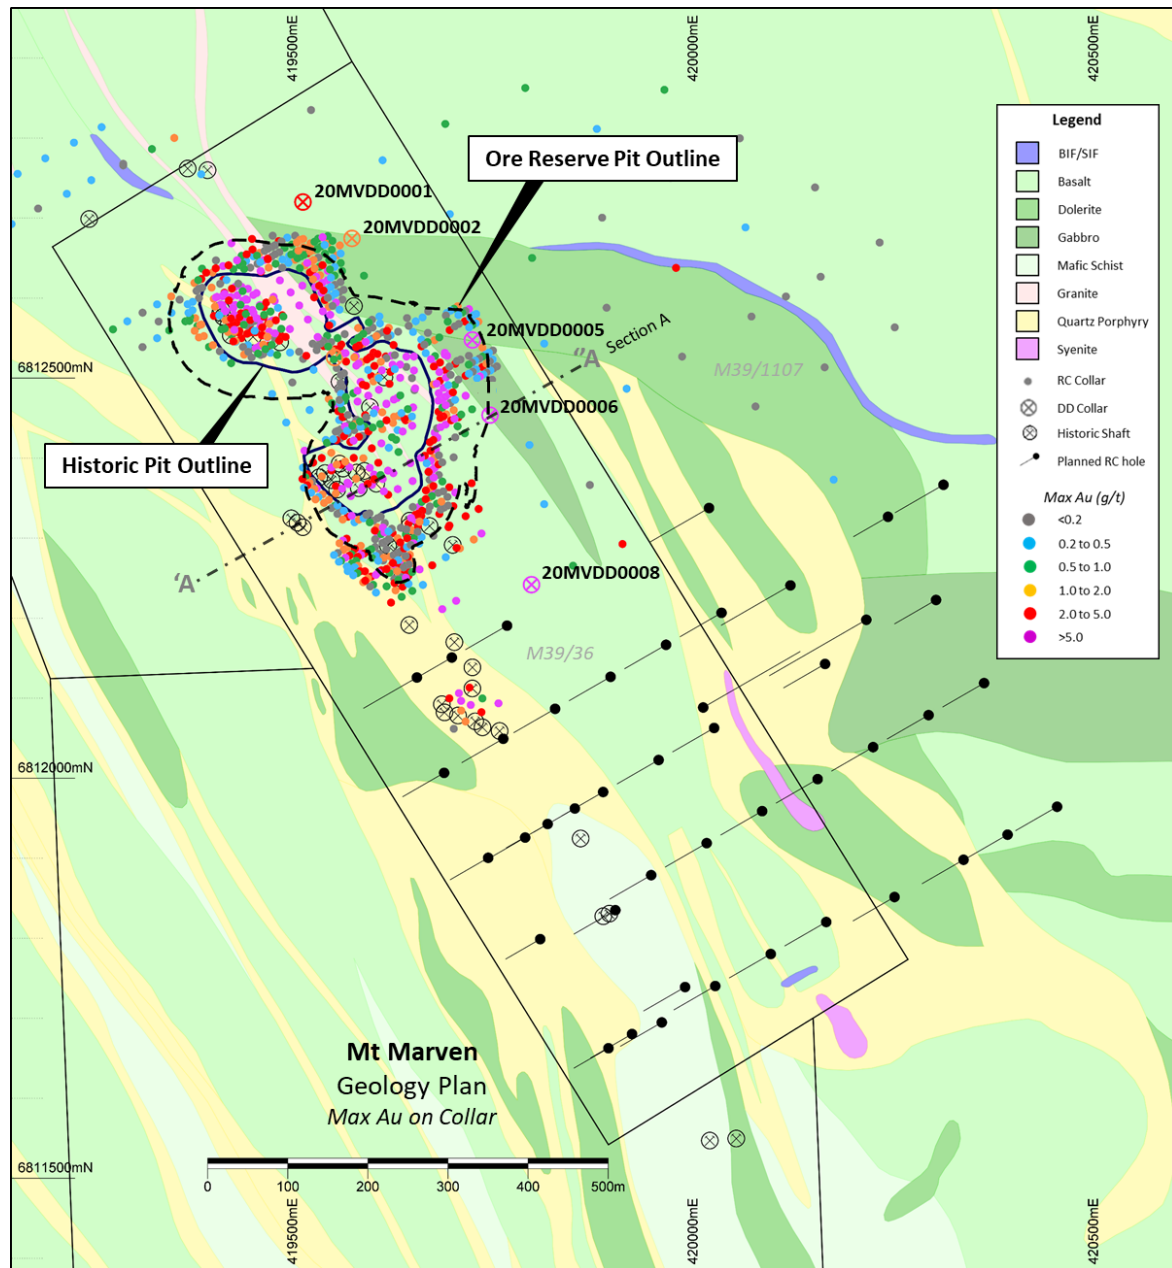 419500mE
420000mE
420500mE
Ore Reserve Pit Outline
20MVDD0001
20MVDD0002
20MVDD0005
"A
Section A
M39/1107
6812500mN
20MVDD0006
Historic Pit Outline
'A
20MVDD0008
M39/36
6812000mN
Legend
BIF/SIF
Basalt
Dolerite
Gabbro
Mafic Schist
Granite
Quartz Porphyry
Syenite
RC Collar
DD Collar
Historic Shaft
Planned RC hole
Max Au (g/t)
<0.2
0.2 to 0.5
0.5 to 1.0
1.0 to 2.0
2.0 to 5.0
>5.0
Mt Marven
Geology Plan
Max Au on Collar
0 100 200 300 400 500m
6811500mN
419500mE
420000mE
420500mE